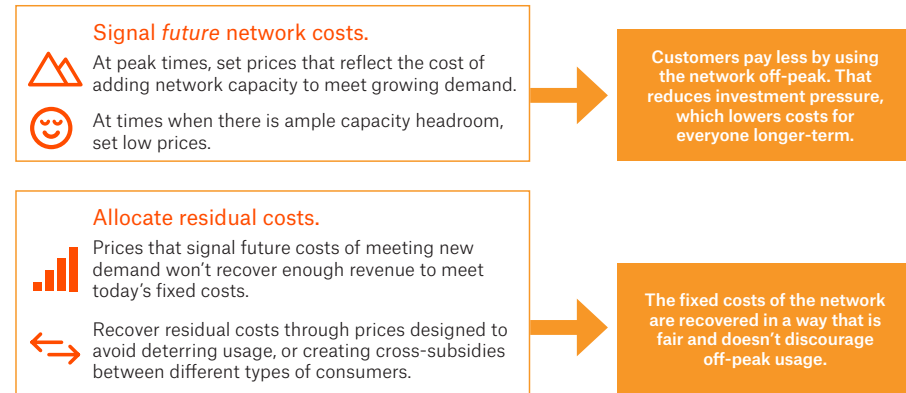 Signal future network costs.
At peak times, set prices that reflect the cost of
adding network capacity to meet growing demand.
At times when there is ample capacity headroom,
set low prices.
Customers pay less by using
the network off-peak. That
reduces investment pressure,
which lowers costs for
everyone longer-term.
Allocate residual costs.
Prices that signal future costs of meeting new
demand won’t recover enough revenue to meet
today’s fixed costs.
Recover residual costs through prices designed to
avoid deterring usage, or creating cross-subsidies
between different types of consumers.
The fixed costs of the network
are recovered in a way that is
fair and doesn’t discourage
off-peak usage.